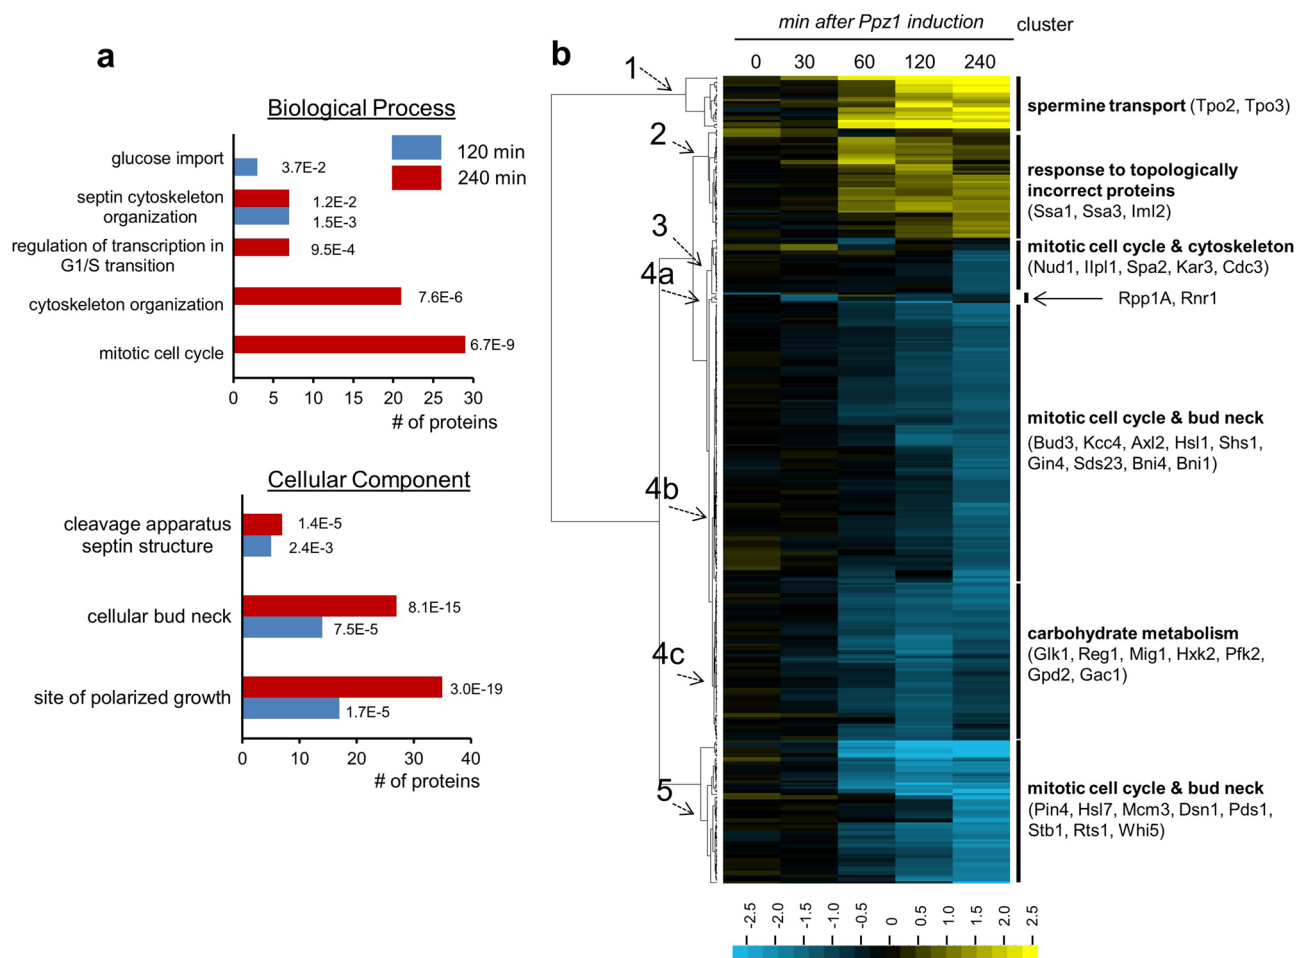 a
Biological Process
120 min
240 min
glucose import
3.7E-2
septin cytoskeleton
organization
1.2E-2
1.5E-3
regulation of transcription in
G1/S transition
9.5E-4
cytoskeleton organization
7.6E-6
mitotic cell cycle
6.7E-9
0 5 10 15 20 25 30
# of proteins
Cellular Component
cleavage apparatus
septin structure
1.4E-5
2.4E-3
cellular bud neck
8.1E-15
7.5E-5
site of polarized growth
3.0E-19
1.7E-5
0 10 20 30 40
# of proteins
b
min after Ppz1 induction
cluster
0 30 60 120 240
1
2
3
4a
4b
4c
5
spermine transport (Tpo2, Tpo3)
response to topologically
incorrect proteins
(Ssa1, Ssa3, Iml2)
mitotic cell cycle & cytoskeleton
(Nud1, IIpl1, Spa2, Kar3, Cdc3)
Rpp1A, Rnr1
mitotic cell cycle & bud neck
(Bud3, Kcc4, Axl2, Hsl1, Shs1,
Gin4, Sds23, Bni4, Bni1)
carbohydrate metabolism
(Glk1, Reg1, Mig1, Hxk2, Pfk2,
Gpd2, Gac1)
mitotic cell cycle & bud neck
(Pin4, Hsl7, Mcm3, Dsn1, Pds1,
Stb1, Rts1, Whi5)
-2.5 -2.0 -1.5 -1.0 -0.5 0 0.5 1.0 1.5 2.0 2.5